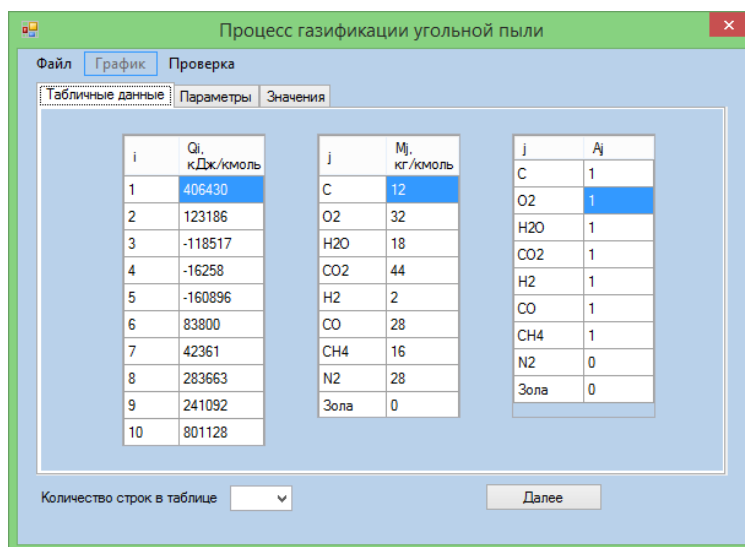 Процесс газификации угольной пыли
Файл График Проверка
Табличные данные Параметры Значения
i Qi, кДж/кмоль
1 406430
2 123186
3 -118517
4 -16258
5 -160896
6 83800
7 42361
8 283663
9 241092
10 801128
j Mj, кг/кмоль
C 12
O2 32
H2O 18
CO2 44
H2 2
CO 28
CH4 16
N2 28
Зола 0
j Aj
C 1
O2 1
H2O 1
CO2 1
H2 1
CO 1
CH4 1
N2 0
Зола 0
Количество строк в таблице
Далее